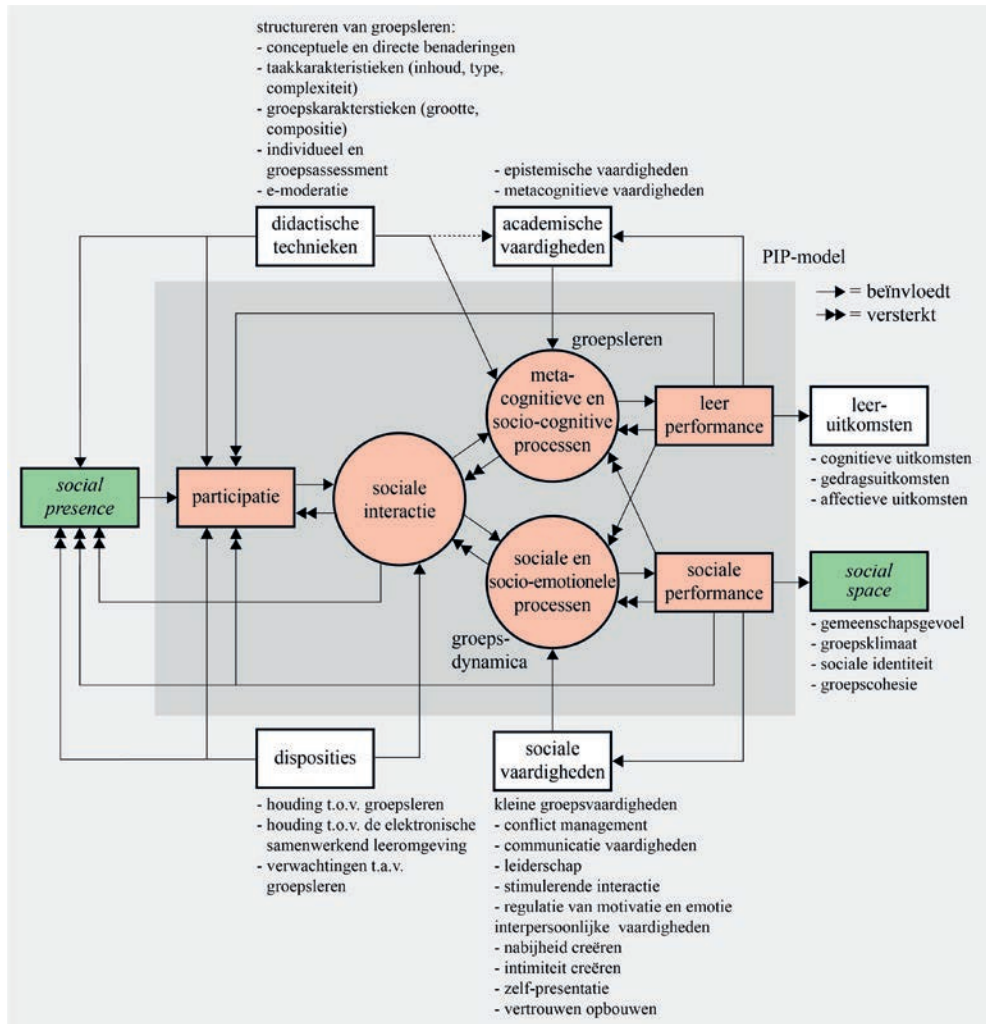 structureren van groepsleren:
- conceptuele en directe benaderingen
- taakkarakteristieken (inhoud, type,
complexiteit)
- groepskarakterstieken (grootte,
compositie)
- individueel en
groepsassessment
- e-moderatie
- epistemische vaardigheden
- metacognitieve vaardigheden
didactische
technieken
academische
vaardigheden
PIP-model
= beïnvloedt
= versterkt
groepsleren
meta-
cognitieve en
socio-cognitive
processen
leer
performance
leer-
uitkomsten
- cognitieve uitkomsten
- gedragsuitkomsten
- affectieve uitkomsten
social
presence
participatie
sociale
interactie
sociale en
socio-emotionele
processen
sociale
performance
social
space
- gemeenschapsgevoel
- groepsklimaat
- sociale identiteit
- groepscohesie
groeps-
dynamica
disposities
- houding t.o.v. groepsleren
- houding t.o.v. de elektronische
samenwerkend leeromgeving
- verwachtingen t.a.v.
groepsleren
sociale
vaardigheden
kleine groepsvaardigheden
- conflict management
- communicatie vaardigheden
- leiderschap
- stimulerende interactie
- regulatie van motivatie en emotie
interpersoonlijke vaardigheden
- nabijheid creëren
- intimiteit creëren
- zelf-presentatie
- vertrouwen opbouwen